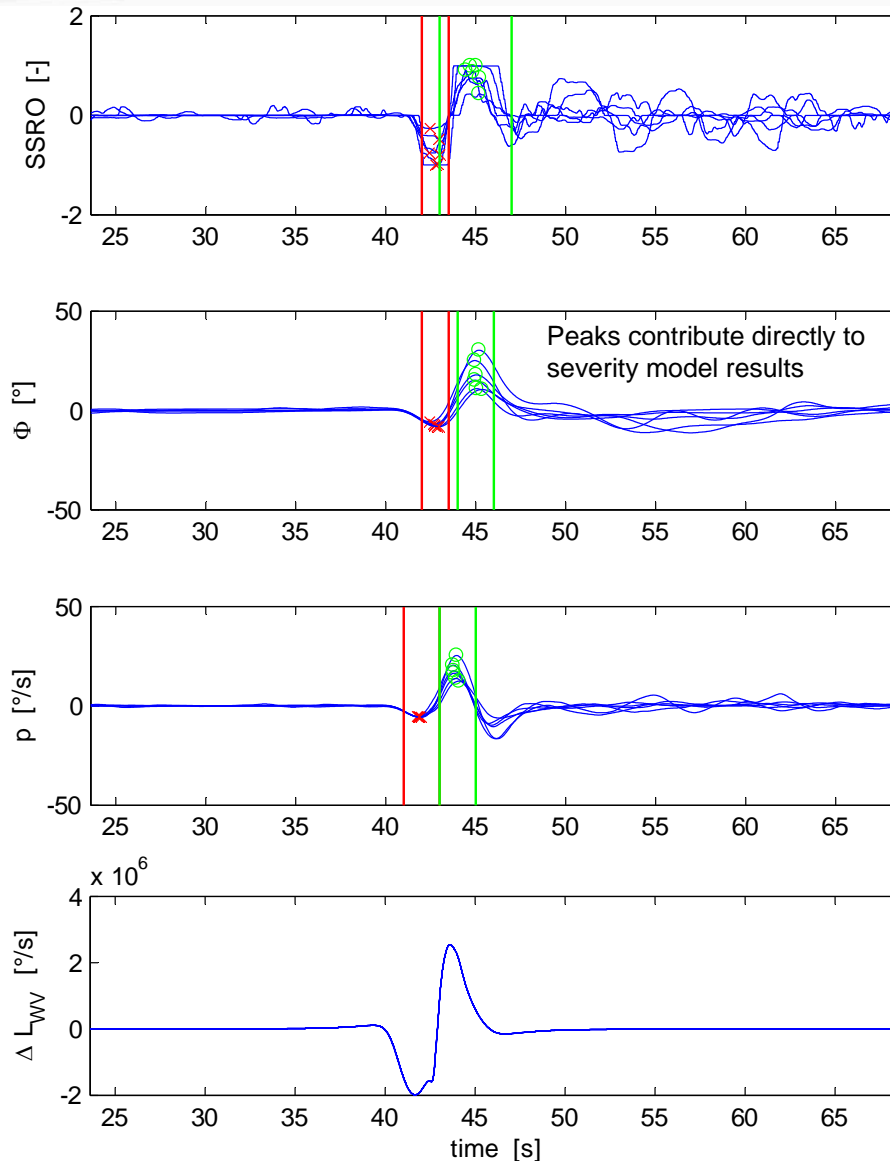 2
0
-2
SSRO [-]
25 30 35 40 45 50 55 60 65
50
0
-50
Φ [°]
Peaks contribute directly to
severity model results
25 30 35 40 45 50 55 60 65
50
0
-50
p [°/s]
25 30 35 40 45 50 55 60 65
x 10^6
4
2
0
-2
Δ L_WV [°/s]
25 30 35 40 45 50 55 60 65
time [s]